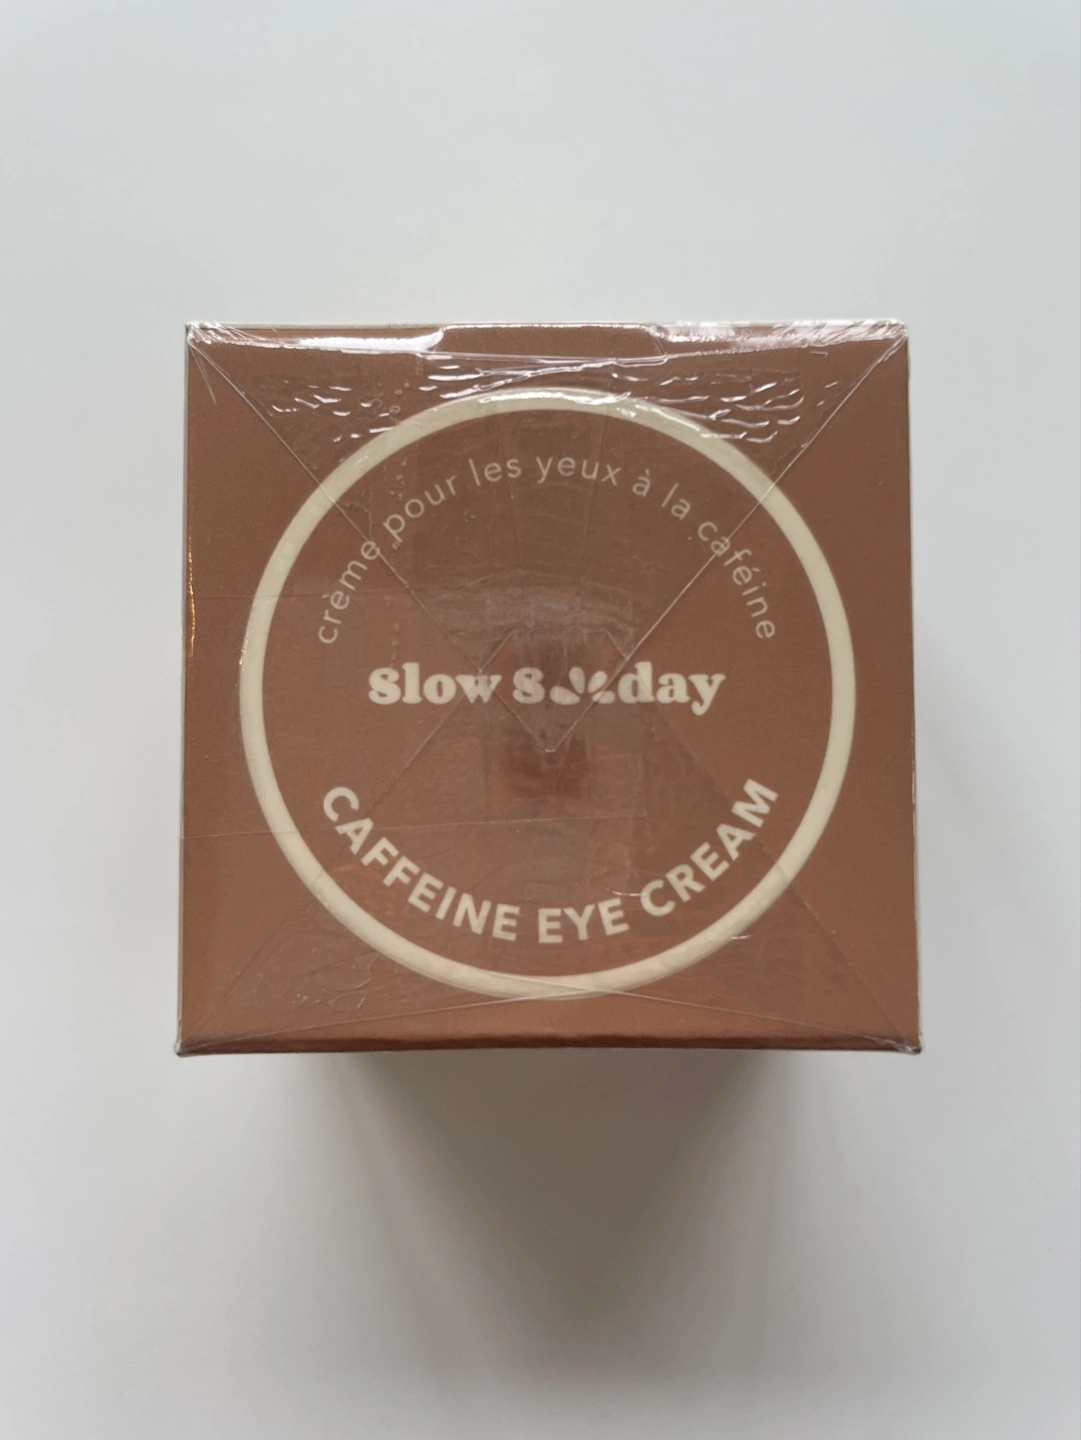 crème pour les yeux à la caféine
slow sunday
CAFFEINE EYE CREAM